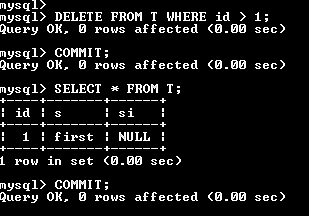 mysql>
mysql> DELETE FROM T WHERE id > 1;
Query OK, 0 rows affected (0.00 sec)
mysql> COMMIT;
Query OK, 0 rows affected (0.00 sec)
mysql> SELECT * FROM T;
+----+-------+------+
| id | s     | si   |
+----+-------+------+
|  1 | first | NULL |
+----+-------+------+
1 row in set (0.00 sec)
mysql> COMMIT;
Query OK, 0 rows affected (0.00 sec)